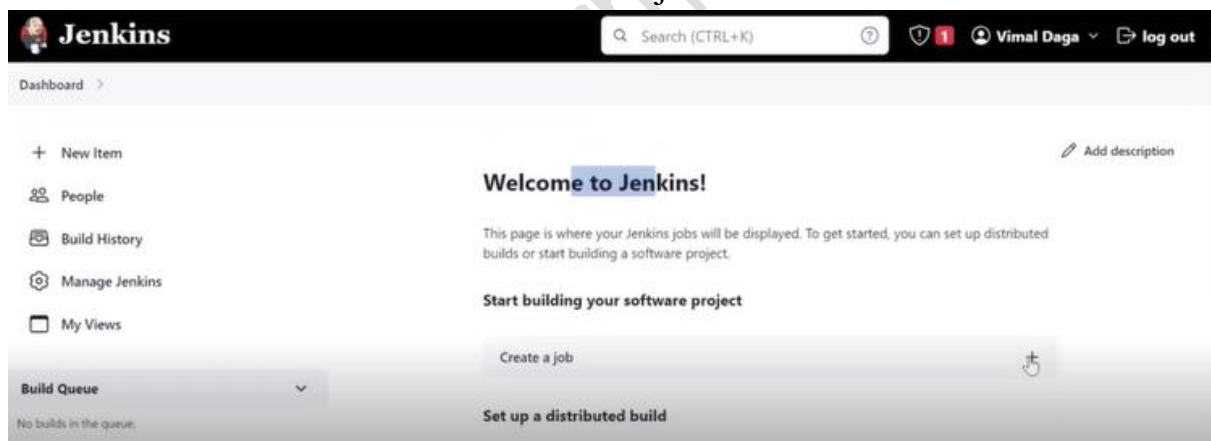 Jenkins
Search (CTRL+K)
1
Vimal Daga
log out
Dashboard >
New Item
People
Build History
Manage Jenkins
My Views
Build Queue
No builds in the queue.
Add description
Welcome to Jenkins!
This page is where your Jenkins jobs will be displayed. To get started, you can set up distributed
builds or start building a software project.
Start building your software project
Create a job
Set up a distributed build